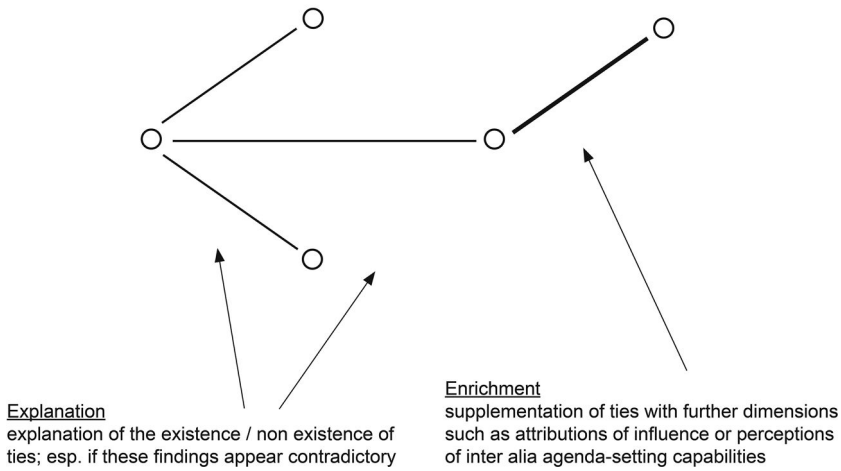 Explanation
explanation of the existence / non existence of
ties; esp. if these findings appear contradictory
Enrichment
supplementation of ties with further dimensions
such as attributions of influence or perceptions
of inter alia agenda-setting capabilities